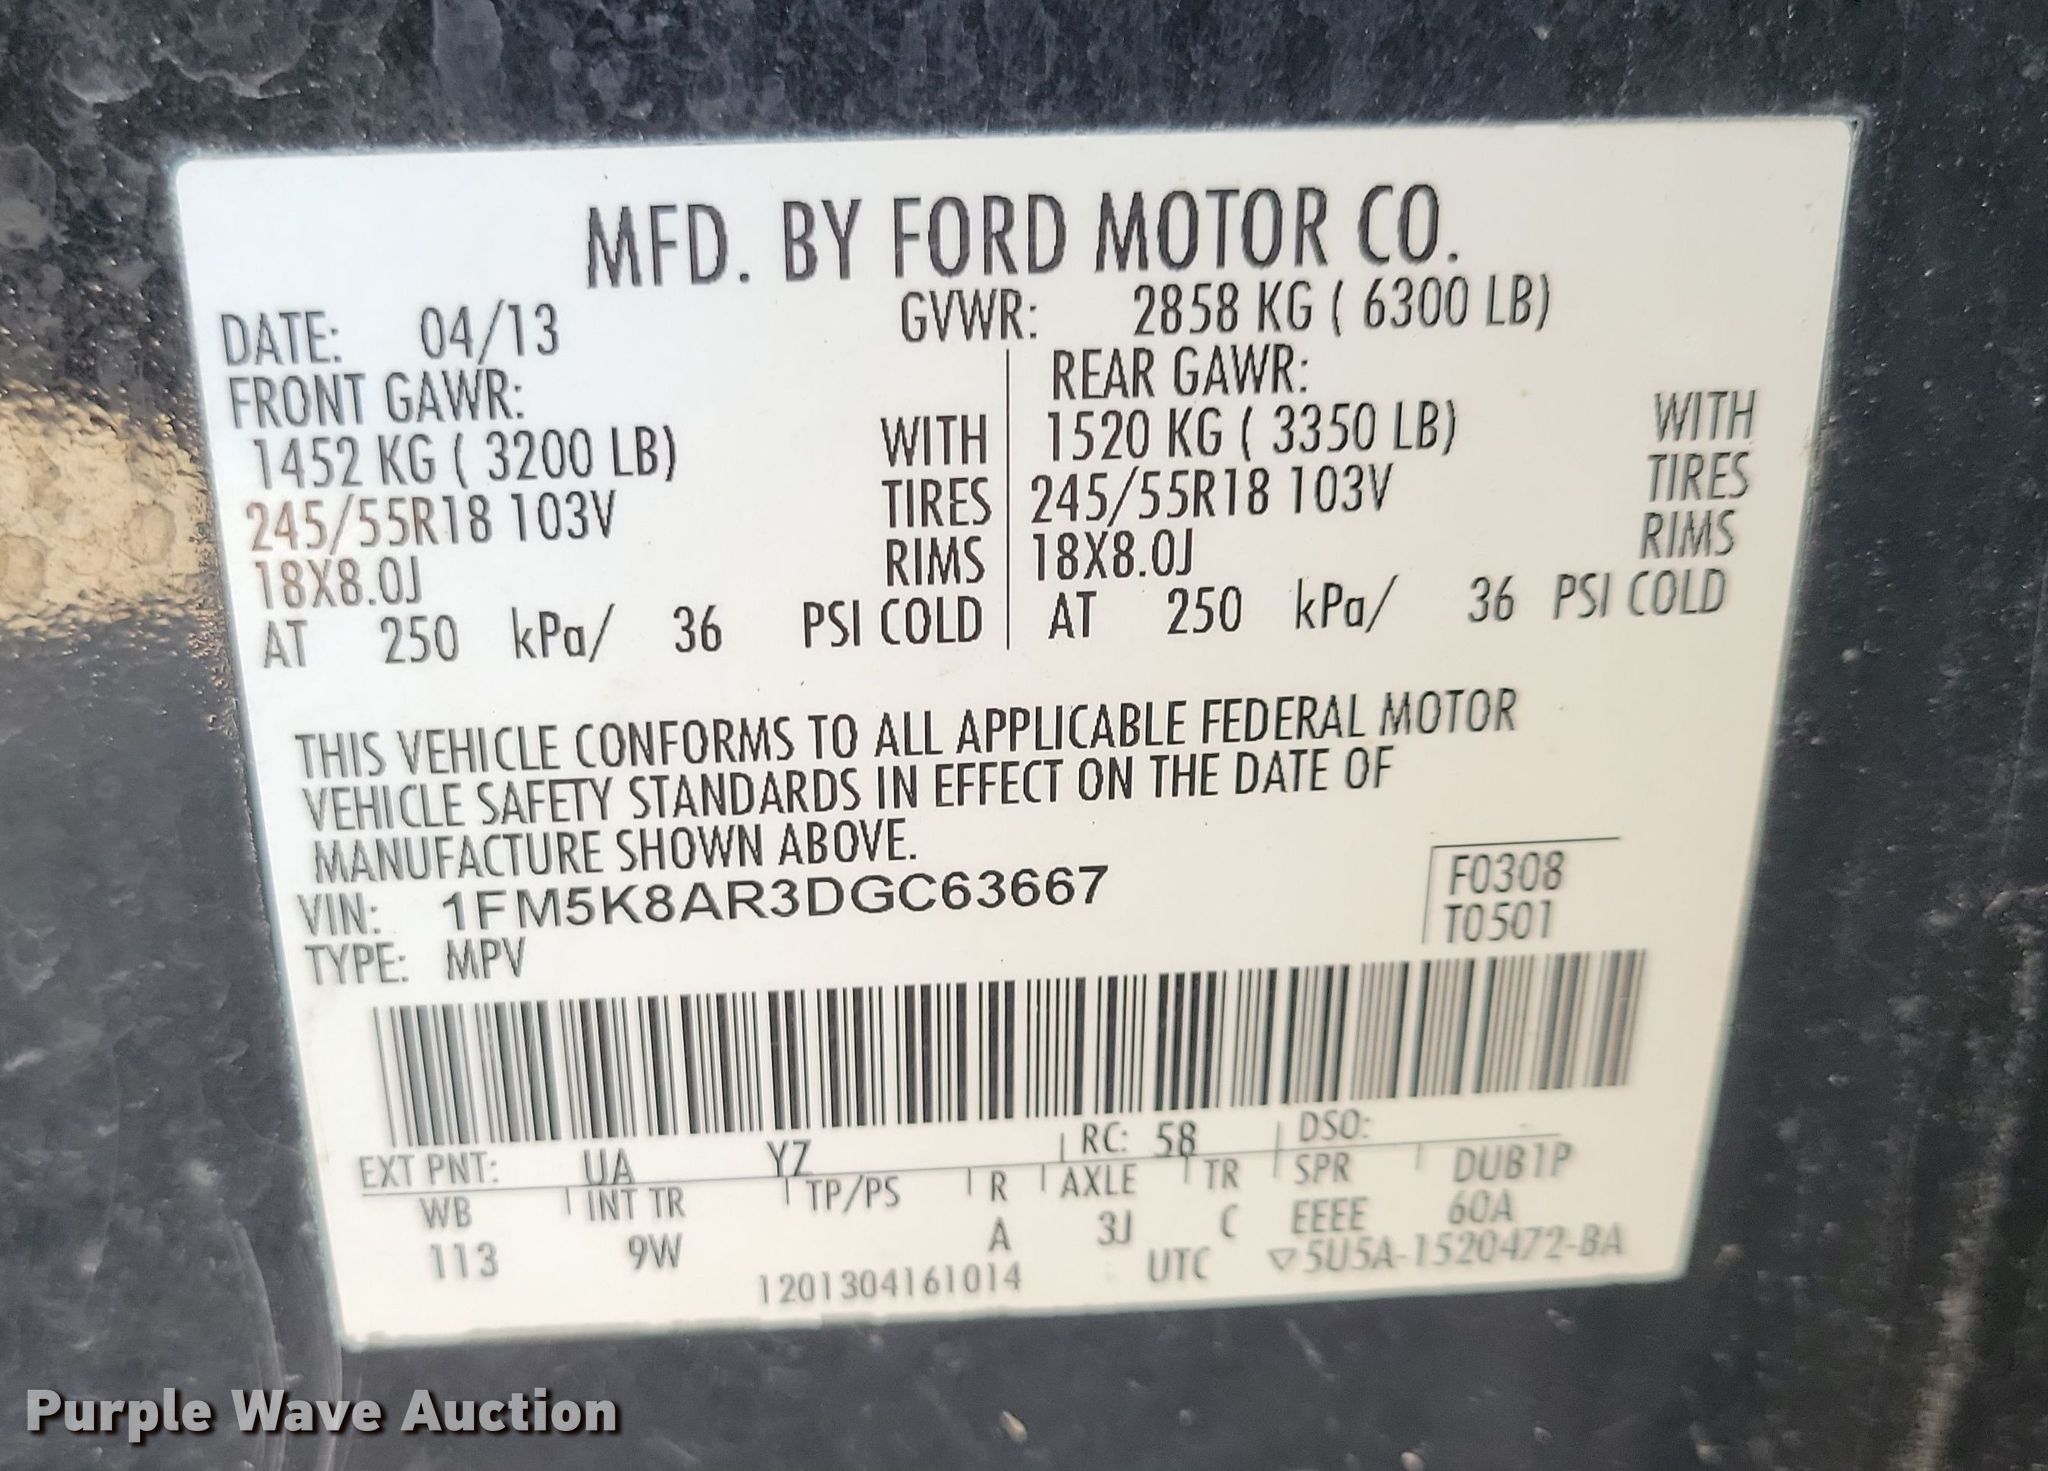 MFD. BY FORD MOTOR CO.
DATE: 04/13 GVWR: 2858 KG ( 6300 LB)
FRONT GAWR: REAR GAWR:
1452 KG ( 3200 LB) WITH 1520 KG ( 3350 LB) WITH
245/55R18 103V TIRES 245/55R18 103V TIRES
18X8.0J RIMS 18X8.0J RIMS
AT 250 kPa/ 36 PSI COLD AT 250 kPa/ 36 PSI COLD
THIS VEHICLE CONFORMS TO ALL APPLICABLE FEDERAL MOTOR
VEHICLE SAFETY STANDARDS IN EFFECT ON THE DATE OF
MANUFACTURE SHOWN ABOVE.
VIN: 1FM5K8AR3DGC63667 F0308
TYPE: MPV T0501
EXT PNT: UA YZ RC: 58 DSO:
WB INT TR TP/PS R AXLE TR SPR DUB1P
113 9W A 3J C EEEE 60A
1201304161014 UTC ▽5U5A-1520472-BA
Purple Wave Auction